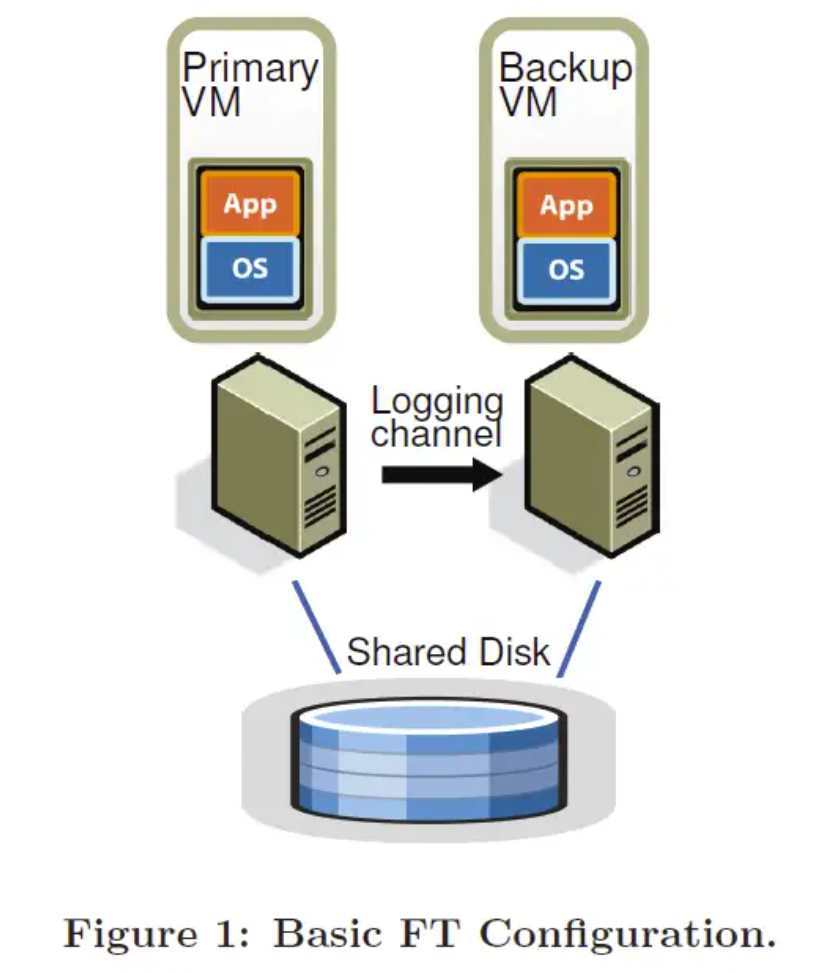 Primary
VM
Backup
VM
App
OS
App
OS
Logging
channel
Shared Disk
Figure 1: Basic FT Configuration.